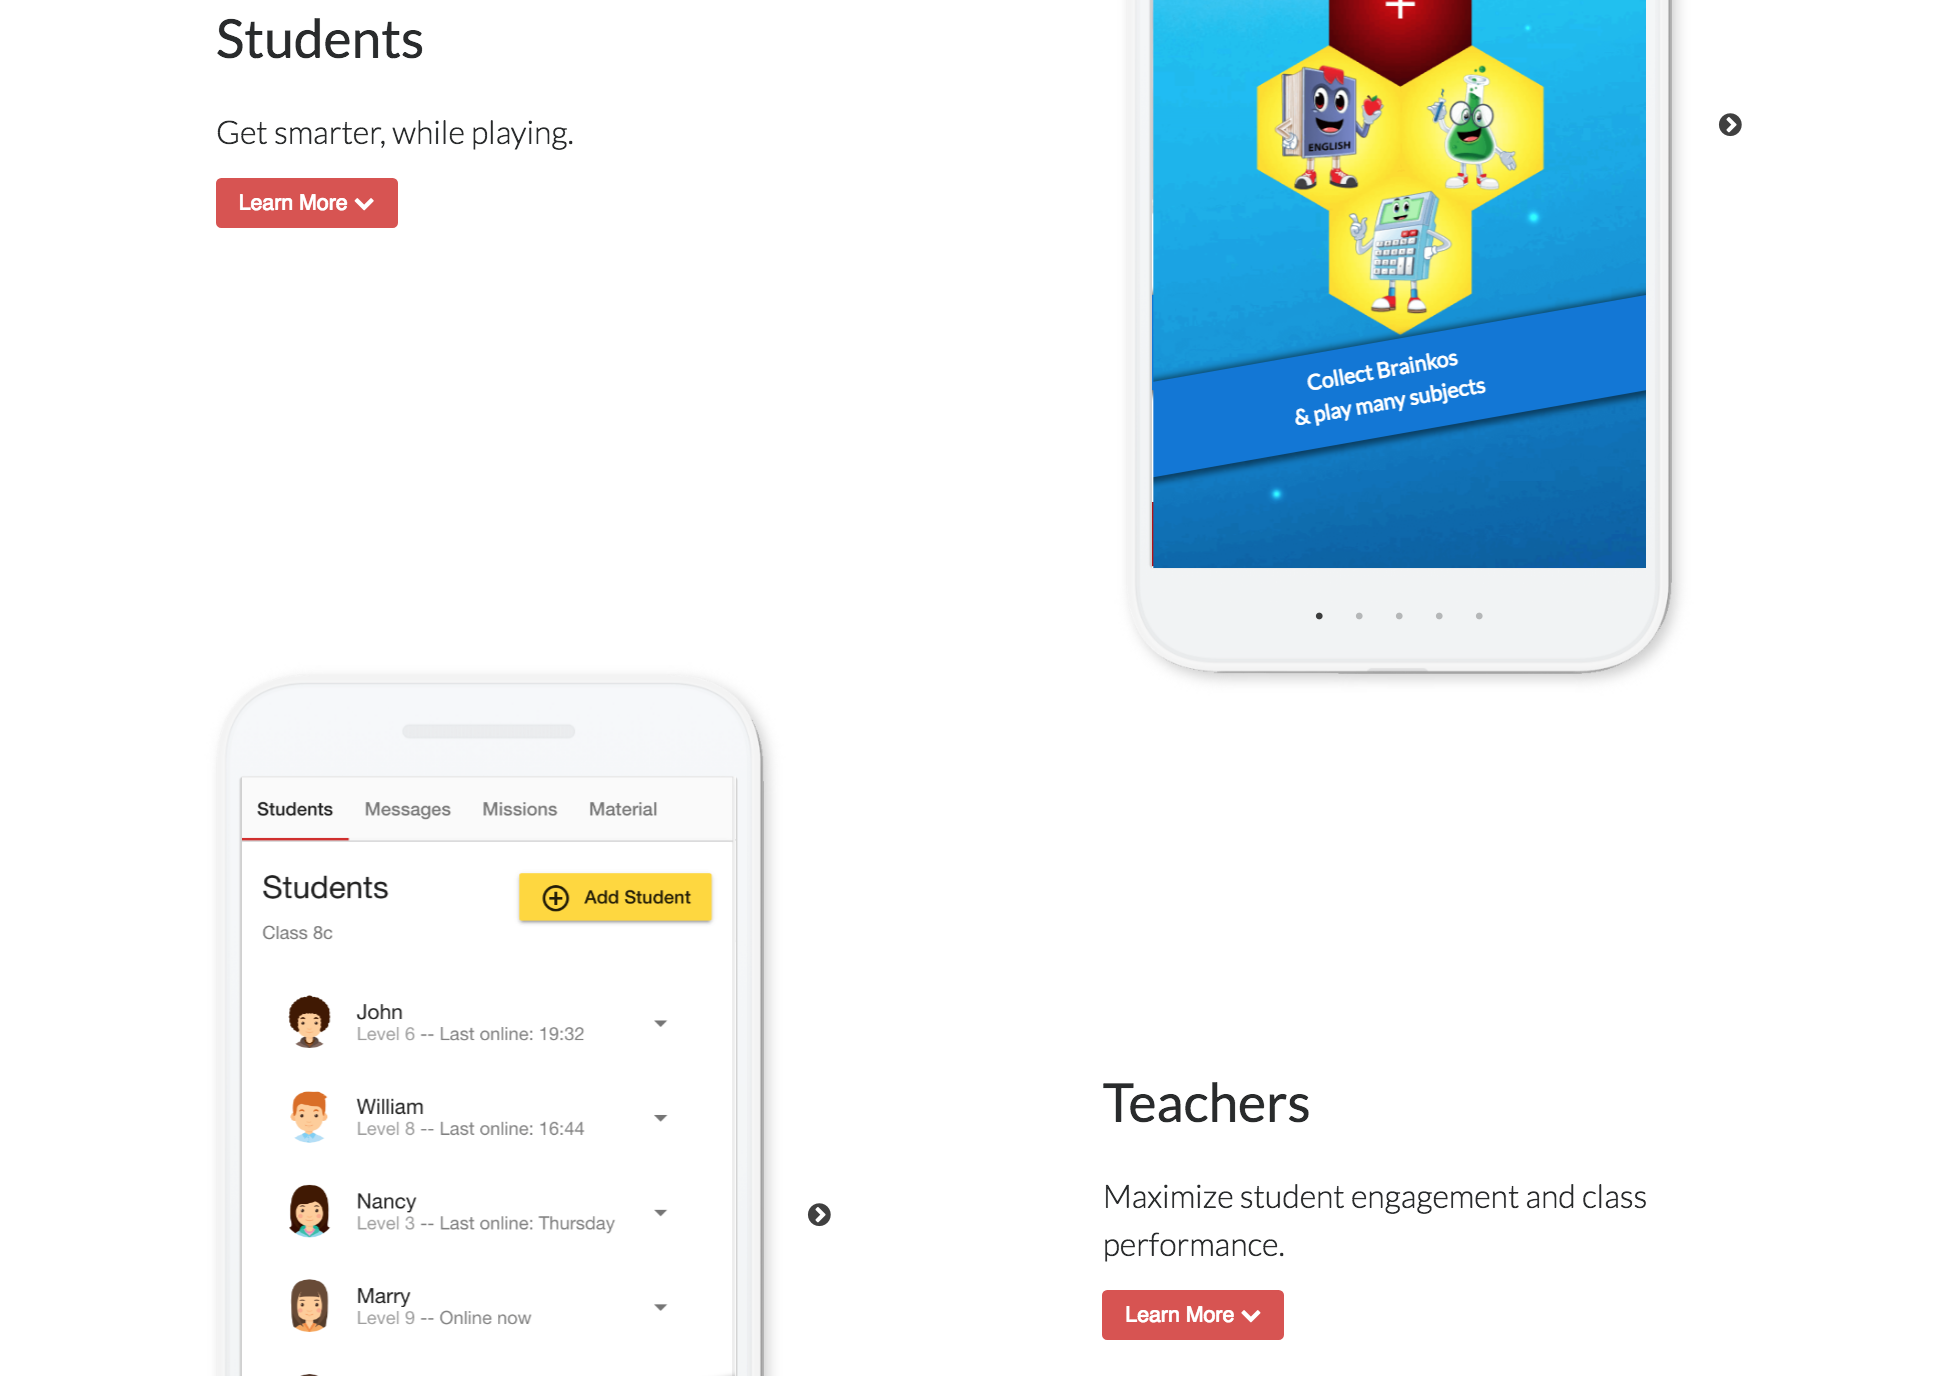 Students
Get smarter, while playing.
Learn More
ENGLISH
Collect Brainkos
& play many subjects
Students Messages Missions Material
Students
Add Student
Class 8c
John
Level 6 -- Last online: 19:32
William
Level 8 -- Last online: 16:44
Nancy
Level 3 -- Last online: Thursday
Marry
Level 9 -- Online now
Teachers
Maximize student engagement and class
performance.
Learn More